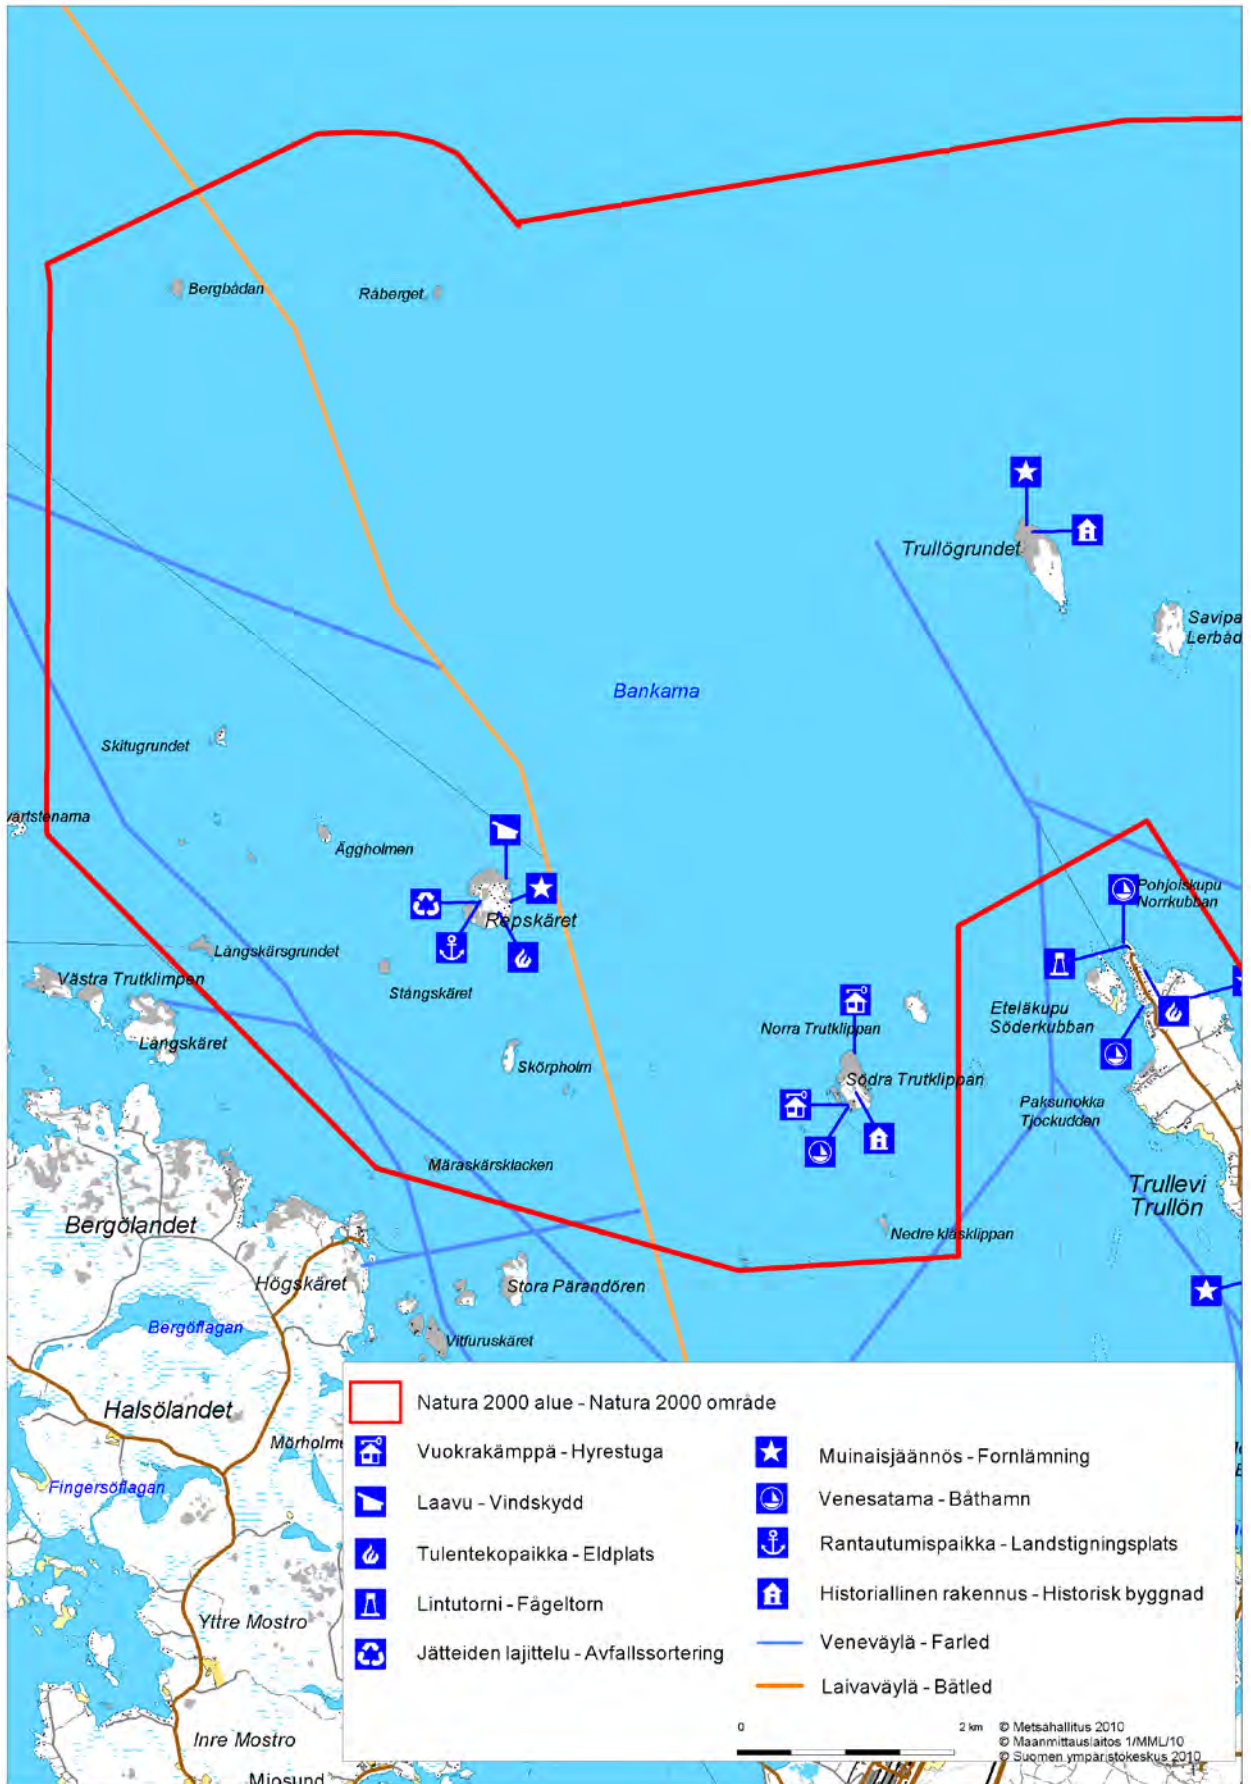 Bergbådan
Råberget
Trullögrundet
Savipa
Lerbåd
Bankarna
Skitugrundet
vartstenarna
Äggholmen
Repskäret
Pohjoiskupu
Norrkubban
Långskärsgrundet
Västra Trutklimpen
Stångskäret
Långskäret
Eteläkupu
Söderkubban
Norra Trutklippan
Skörpholm
Södra Trutklippan
Paksunokka
Tjockudden
Märaskärsklacken
Trullevi
Trullön
Bergölandet
Nedre klåsklippan
Högskäret
Stora Pärandören
Bergöflagan
Vitfuruskäret
Halsölandet
Mörholm
Fingersöflagan
Yttre Mostro
Inre Mostro
Miosund
Natura 2000 alue - Natura 2000 område
Vuokrakämppä - Hyrestuga
Laavu - Vindskydd
Tulentekopaikka - Eldplats
Lintutorni - Fågeltorn
Jätteiden lajittelu - Avfallssortering
Muinaisjäännös - Fornlämning
Venesatama - Båthamn
Rantautumispaikka - Landstigningsplats
Historiallinen rakennus - Historisk byggnad
Veneväylä - Farled
Laivaväylä - Båtled
0 2 km
© Metsähallitus 2010
© Maanmittauslaitos 1/MML/10
© Suomen ympäristökeskus 2010